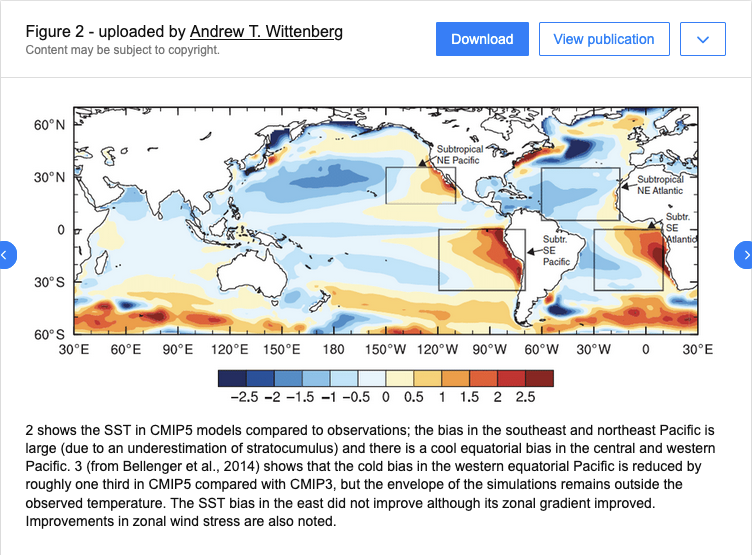 Figure 2 - uploaded by Andrew T. Wittenberg
Content may be subject to copyright.
Download
View publication
60°N
30°N
0
30°S
60°S
Subtropical
NE Pacific
Subtropical
NE Atlantic
Subtr.
SE
Atlantic
Subtr.
SE
Pacific
30°E 60°E 90°E 120°E 150°E 180 150°W 120°W 90°W 60°W 30°W 0 30°E
-2.5 -2 -1.5 -1 -0.5 0 0.5 1 1.5 2 2.5
2 shows the SST in CMIP5 models compared to observations; the bias in the southeast and northeast Pacific is
large (due to an underestimation of stratocumulus) and there is a cool equatorial bias in the central and western
Pacific. 3 (from Bellenger et al., 2014) shows that the cold bias in the western equatorial Pacific is reduced by
roughly one third in CMIP5 compared with CMIP3, but the envelope of the simulations remains outside the
observed temperature. The SST bias in the east did not improve although its zonal gradient improved.
Improvements in zonal wind stress are also noted.